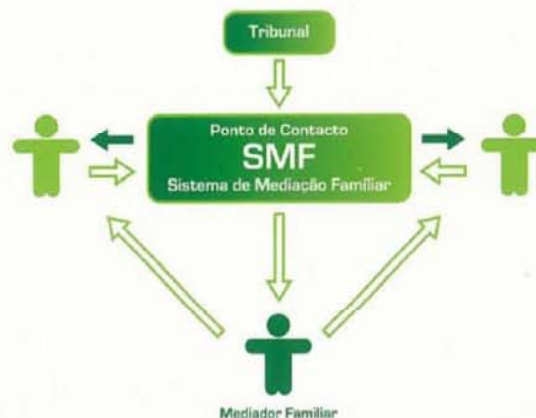 Tribunal
Ponto de Contacto
SMF
Sistema de Mediação Familiar
Mediador Familiar